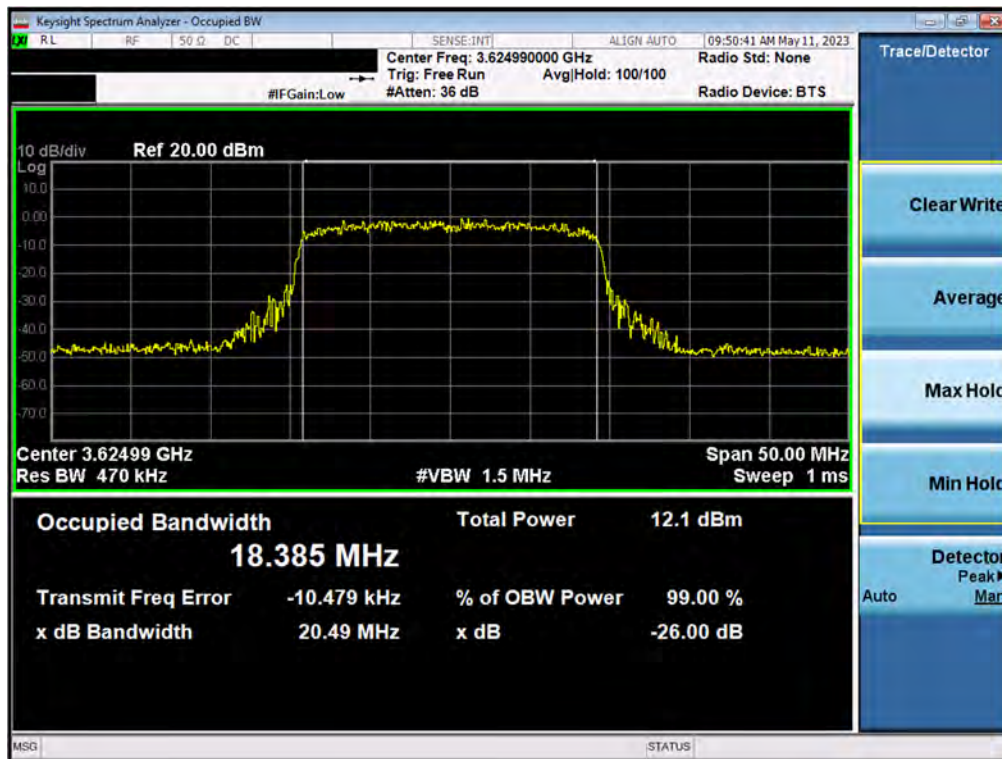 Keysight Spectrum Analyzer - Occupied BW
LXI RL RF 50 Ω DC SENSE:INT ALIGN AUTO 09:50:41 AM May 11, 2023
Center Freq: 3.624990000 GHz Radio Std: None
Trig: Free Run Avg|Hold: 100/100
#IFGain:Low #Atten: 36 dB Radio Device: BTS
10 dB/div Ref 20.00 dBm
Log
10.0
0.00
-10.0
-20.0
-30.0
-40.0
-50.0
-60.0
-70.0
Center 3.62499 GHz Span 50.00 MHz
Res BW 470 kHz #VBW 1.5 MHz Sweep 1 ms
Occupied Bandwidth Total Power 12.1 dBm
18.385 MHz
Transmit Freq Error -10.479 kHz % of OBW Power 99.00 %
x dB Bandwidth 20.49 MHz x dB -26.00 dB
MSG STATUS
Trace/Detector
Clear Write
Average
Max Hold
Min Hold
Detector
Peak
Auto Man